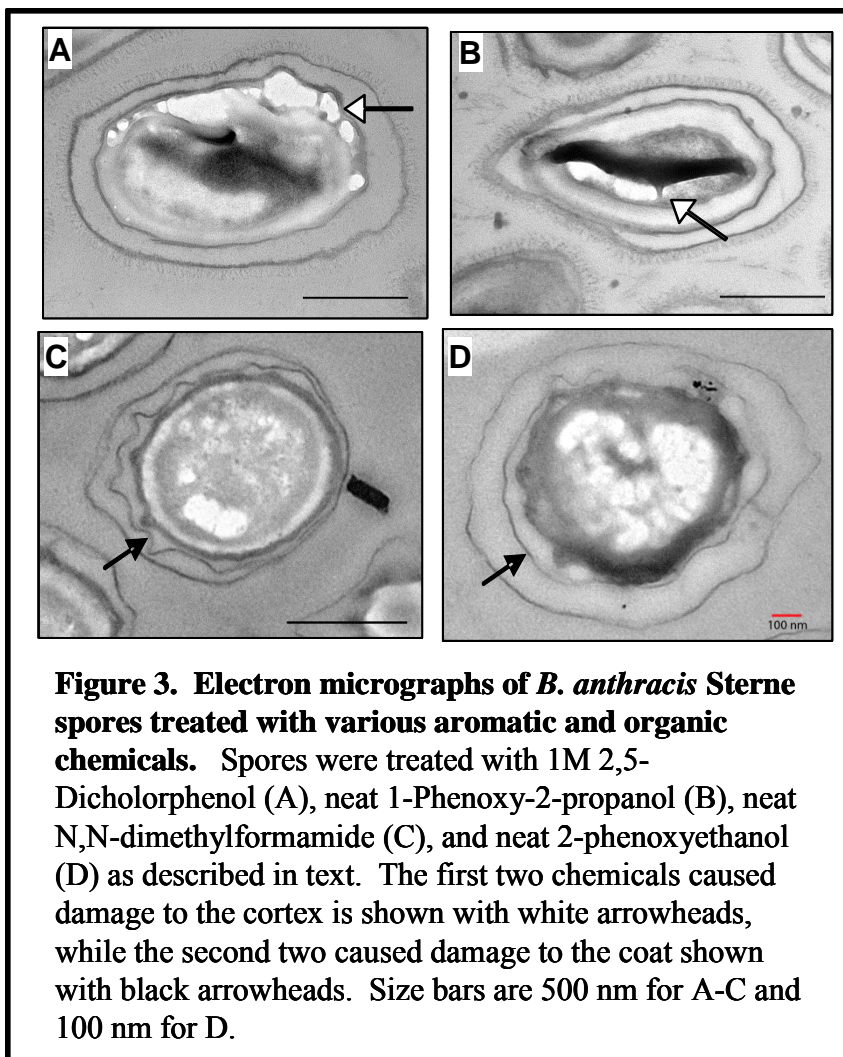 A
B
C
D
100 nm
Figure 3. Electron micrographs of B. anthracis Sterne
spores treated with various aromatic and organic
chemicals. Spores were treated with 1M 2,5-
Dicholorphenol (A), neat 1-Phenoxy-2-propanol (B), neat
N,N-dimethylformamide (C), and neat 2-phenoxyethanol
(D) as described in text. The first two chemicals caused
damage to the cortex is shown with white arrowheads,
while the second two caused damage to the coat shown
with black arrowheads. Size bars are 500 nm for A-C and
100 nm for D.